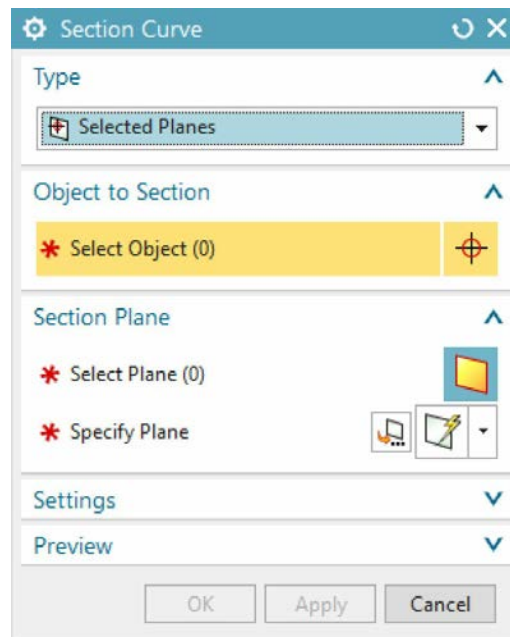 Section Curve
Type
Selected Planes
Object to Section
* Select Object (0)
Section Plane
* Select Plane (0)
* Specify Plane
Settings
Preview
OK Apply Cancel